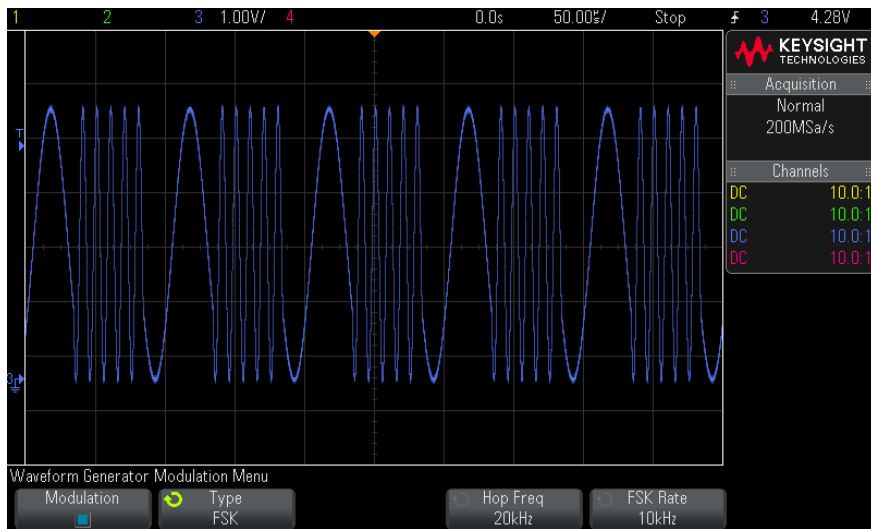 1 2 3 1.00V/ 4 0.0s 50.00µs/ Stop 3 4.28V
KEYSIGHT
TECHNOLOGIES
Acquisition
Normal
200MSa/s
Channels
DC 10.0:1
DC 10.0:1
DC 10.0:1
DC 10.0:1
T
3
Waveform Generator Modulation Menu
Modulation
Type
FSK
Hop Freq
20kHz
FSK Rate
10kHz